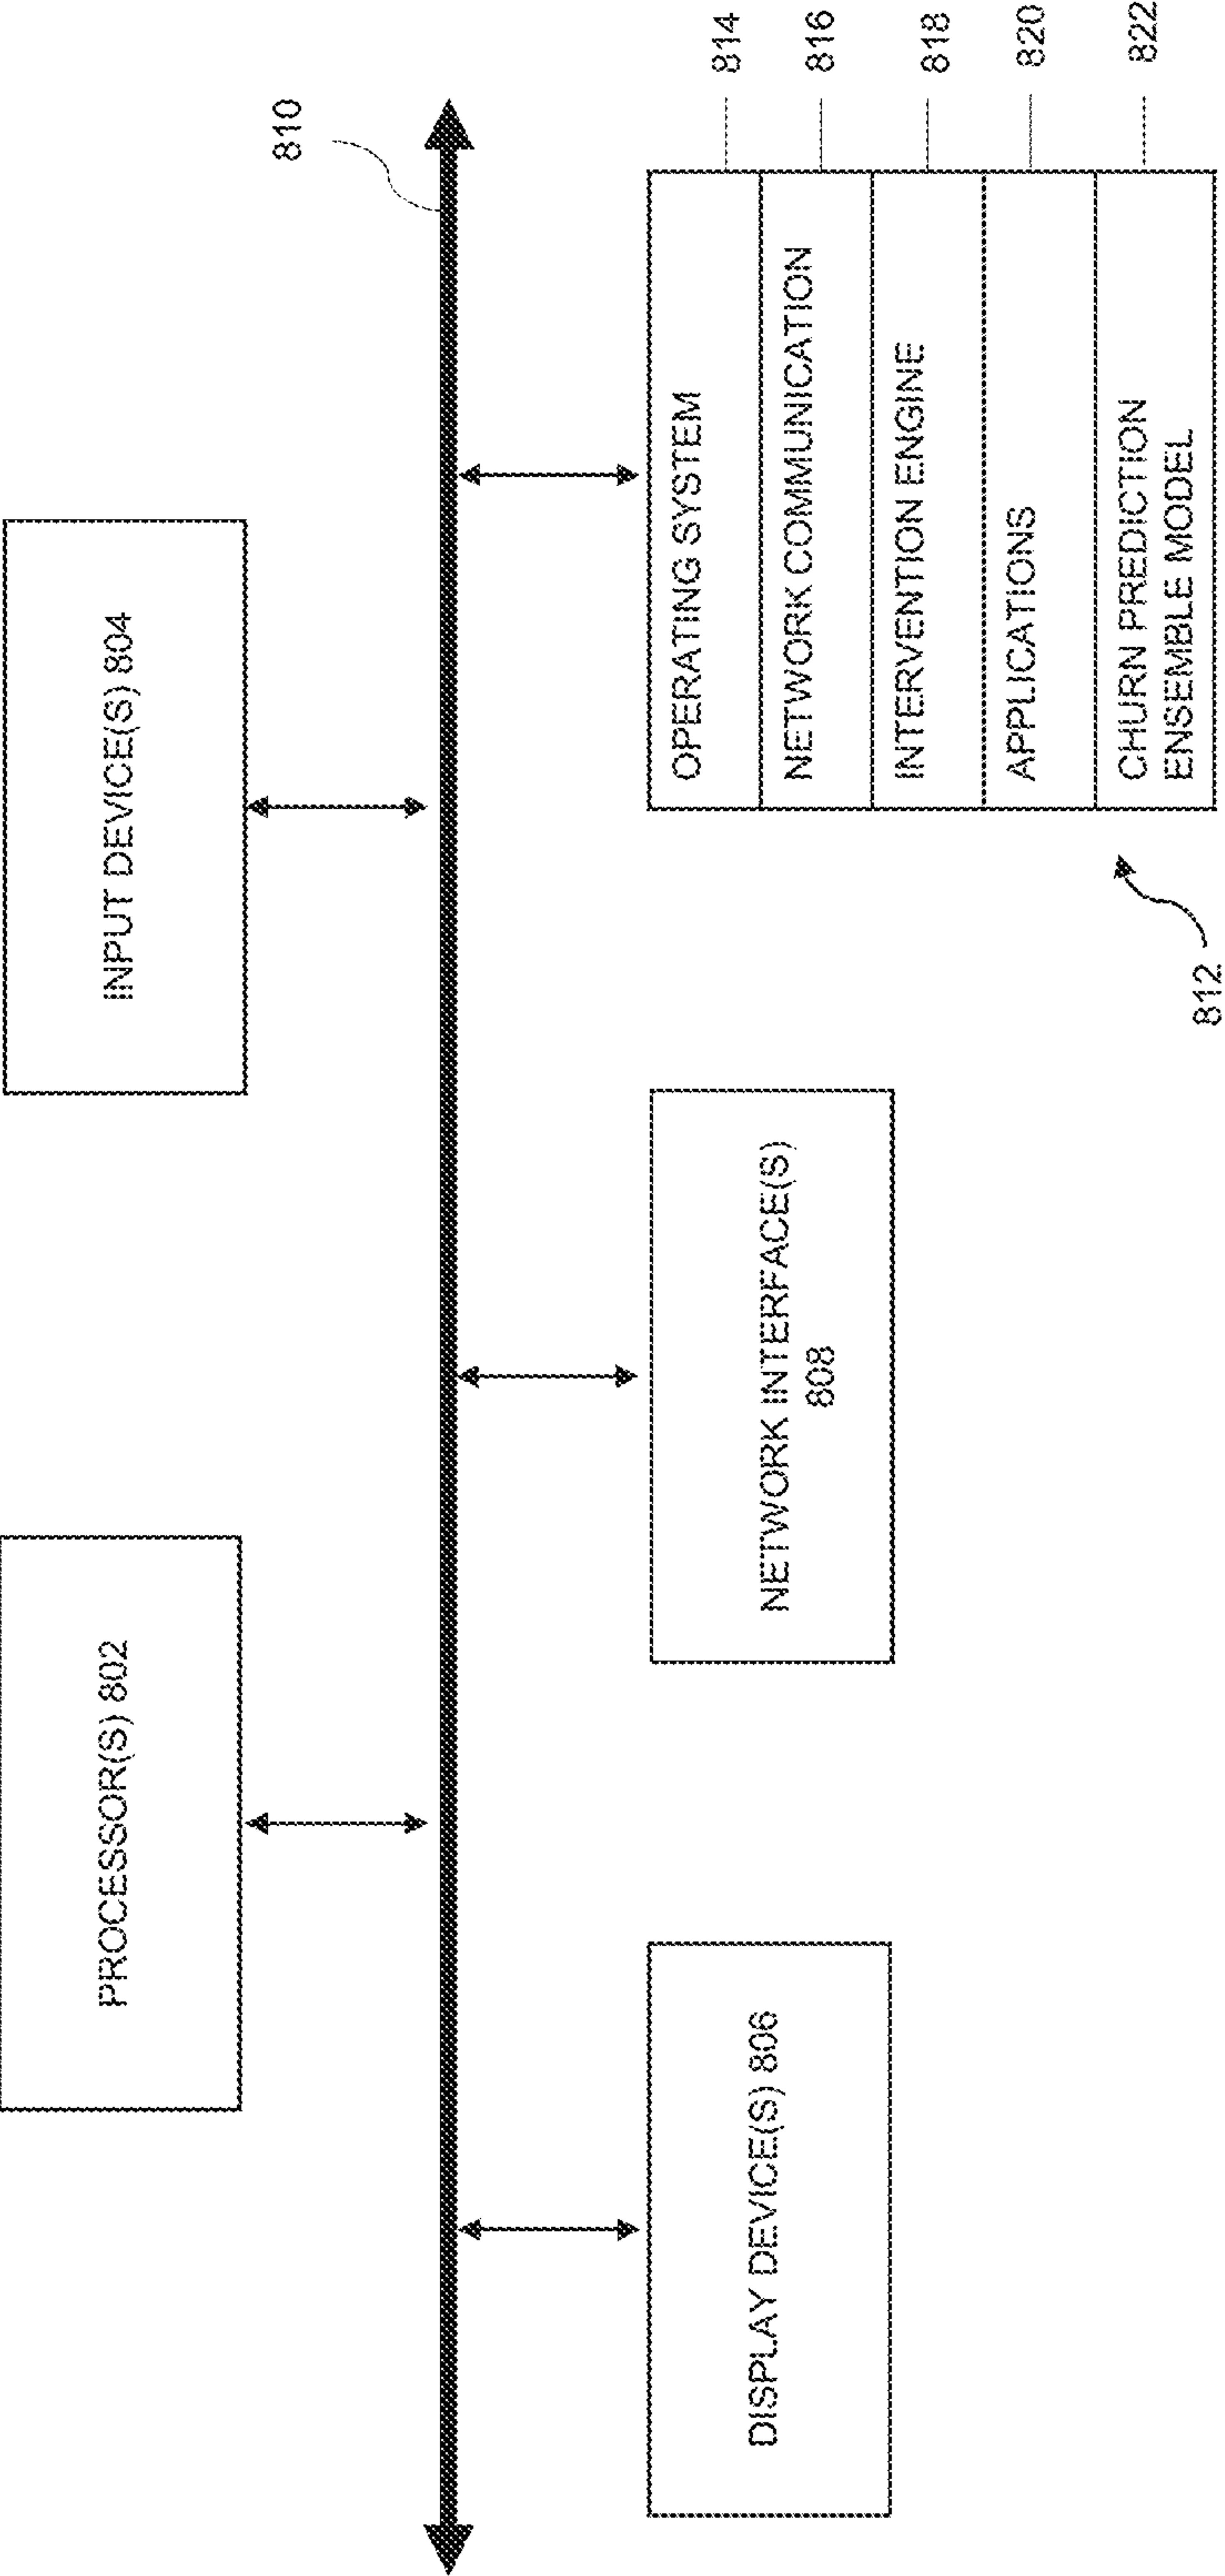 PROCESSOR(S) 802
INPUT DEVICE(S) 804
810
DISPLAY DEVICE(S) 806
NETWORK INTERFACE(S)
808
OPERATING SYSTEM
814
NETWORK COMMUNICATION
816
INTERVENTION ENGINE
818
APPLICATIONS
820
CHURN PREDICTION
ENSEMBLE MODEL
822
812